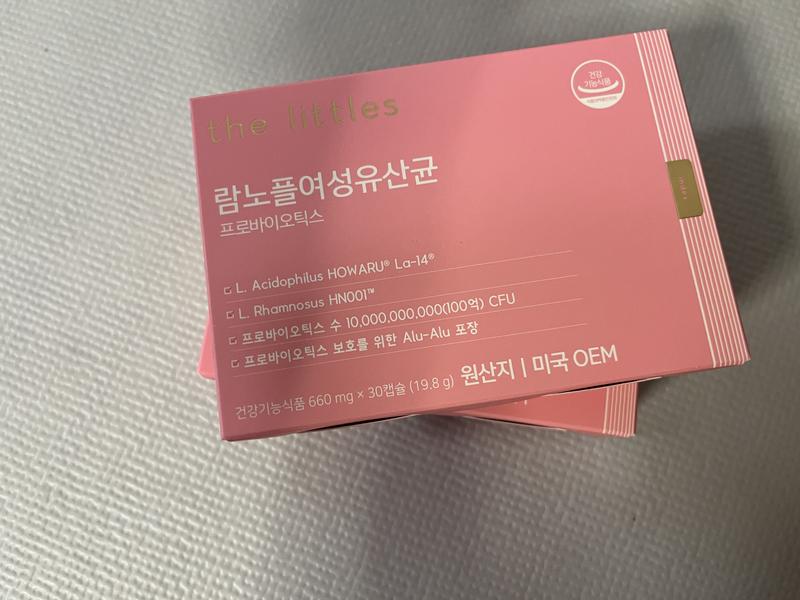 the littles
건강
기능식품
람노플여성유산균
프로바이오틱스
L. Acidophilus HOWARU® La-14®
L. Rhamnosus HN001™
프로바이오틱스 수 10,000,000,000(100억) CFU
프로바이오틱스 보호를 위한 Alu-Alu 포장
건강기능식품 660 mg × 30캡슐 (19.8 g) 원산지 | 미국 OEM